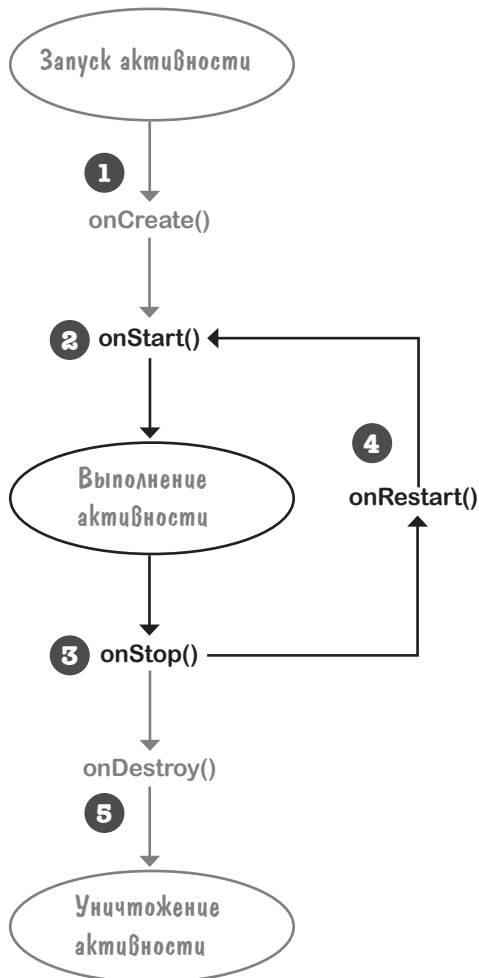 Запуск активности
1
onCreate()
2 onStart()
4
Выполнение
активности
onRestart()
3 onStop()
onDestroy()
5
Уничтожение
активности